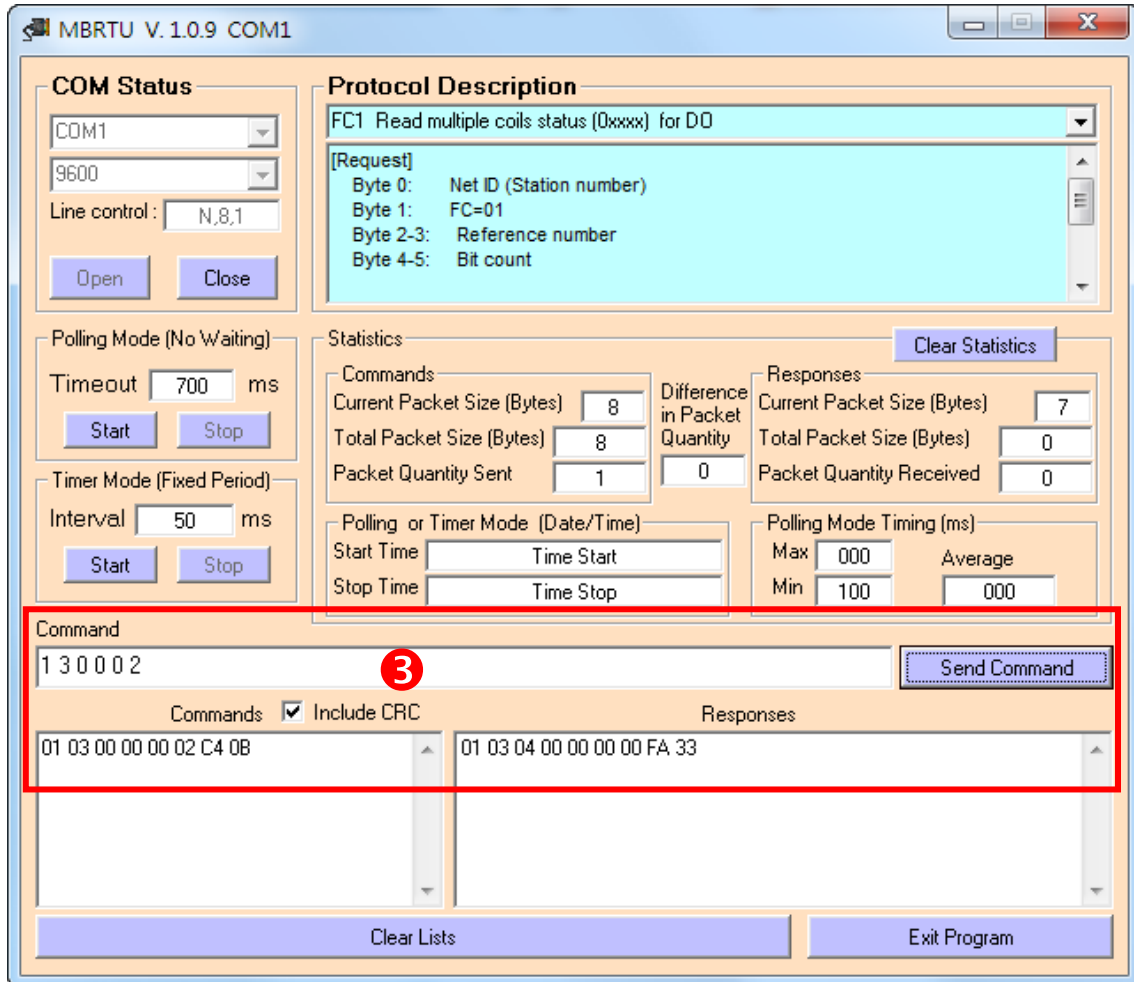 MBRTU V. 1.0.9 COM1
COM Status
COM1
9600
Line control : N,8,1
Open Close
Protocol Description
FC1 Read multiple coils status (0xxxx) for DO
[Request]
Byte 0: Net ID (Station number)
Byte 1: FC=01
Byte 2-3: Reference number
Byte 4-5: Bit count
Polling Mode (No Waiting)
Timeout 700 ms
Start Stop
Timer Mode (Fixed Period)
Interval 50 ms
Start Stop
Statistics
Clear Statistics
Commands
Current Packet Size (Bytes) 8
Total Packet Size (Bytes) 8
Packet Quantity Sent 1
Difference
in Packet
Quantity
0
Responses
Current Packet Size (Bytes) 7
Total Packet Size (Bytes) 0
Packet Quantity Received 0
Polling or Timer Mode (Date/Time)
Start Time Time Start
Stop Time Time Stop
Polling Mode Timing (ms)
Max 000
Min 100
Average
000
Command
1 3 0 0 0 2
3
Send Command
Commands Include CRC
Responses
01 03 00 00 00 02 C4 0B
01 03 04 00 00 00 00 FA 33
Clear Lists
Exit Program